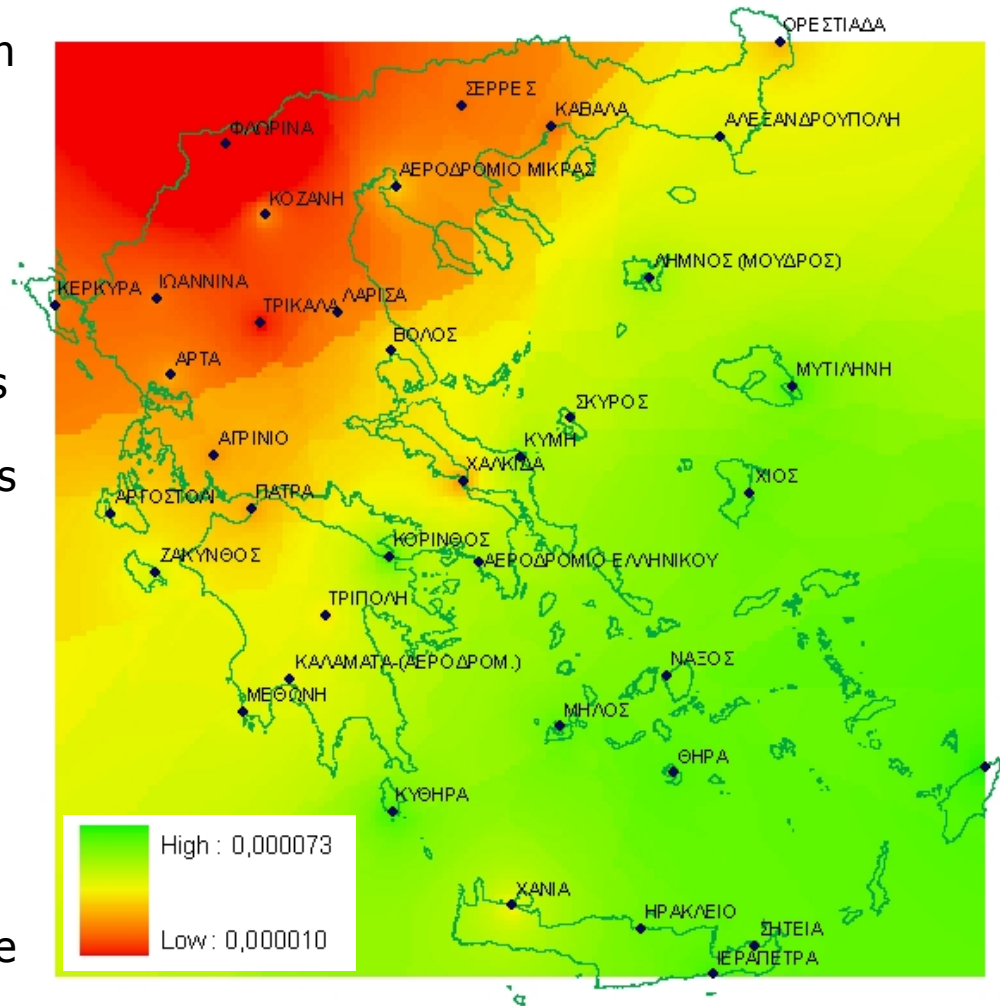 ΟΡΕΣΤΙΑΔΑ
n
ΣΕΡΡΕΣ
ΚΑΒΑΛΑ
ΑΛΕΞΑΝΔΡΟΥΠΟΛΗ
ΦΛΩΡΙΝΑ
ΑΕΡΟΔΡΟΜΙΟ ΜΙΚΡΑΣ
ΚΟΖΑΝΗ
ΛΗΜΝΟΣ (ΜΟΥΔΡΟΣ)
ΚΕΡΚΥΡΑ
ΙΩΑΝΝΙΝΑ
ΤΡΙΚΑΛΑ
ΛΑΡΙΣΑ
ΒΟΛΟΣ
ΑΡΤΑ
ΜΥΤΙΛΗΝΗ
s
ΣΚΥΡΟΣ
ΑΓΡΙΝΙΟ
ΚΥΜΗ
ΧΑΛΚΙΔΑ
s
ΧΙΟΣ
ΑΡΓΟΣΤΟΛΙ
ΠΑΤΡΑ
ΚΟΡΙΝΘΟΣ
ΖΑΚΥΝΘΟΣ
ΑΕΡΟΔΡΟΜΙΟ ΕΛΛΗΝΙΚΟΥ
ΤΡΙΠΟΛΗ
ΚΑΛΑΜΑΤΑ-(ΑΕΡΟΔΡΟΜ.)
ΝΑΞΟΣ
ΜΕΘΩΝΗ
ΜΗΛΟΣ
ΘΗΡΑ
ΚΥΘΗΡΑ
High : 0,000073
ΧΑΝΙΑ
ΗΡΑΚΛΕΙΟ
Low : 0,000010
ΣΗΤΕΙΑ
e
ΙΕΡΑΠΕΤΡΑ